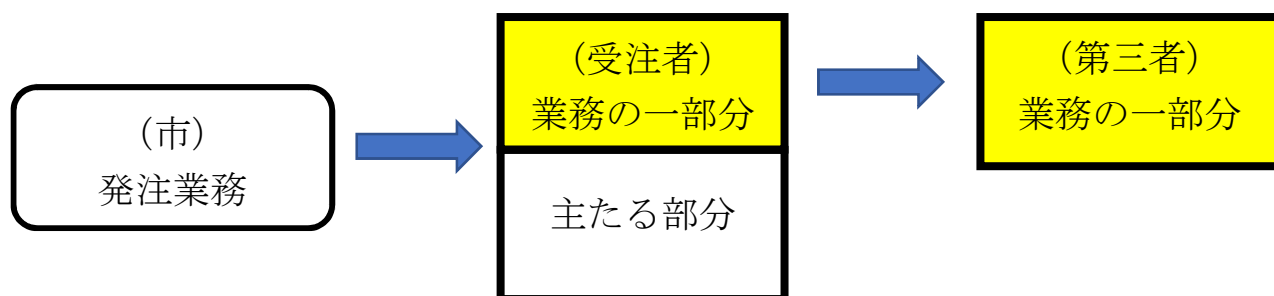 （市）
発注業務
（受注者）
業務の一部分
主たる部分
（第三者）
業務の一部分